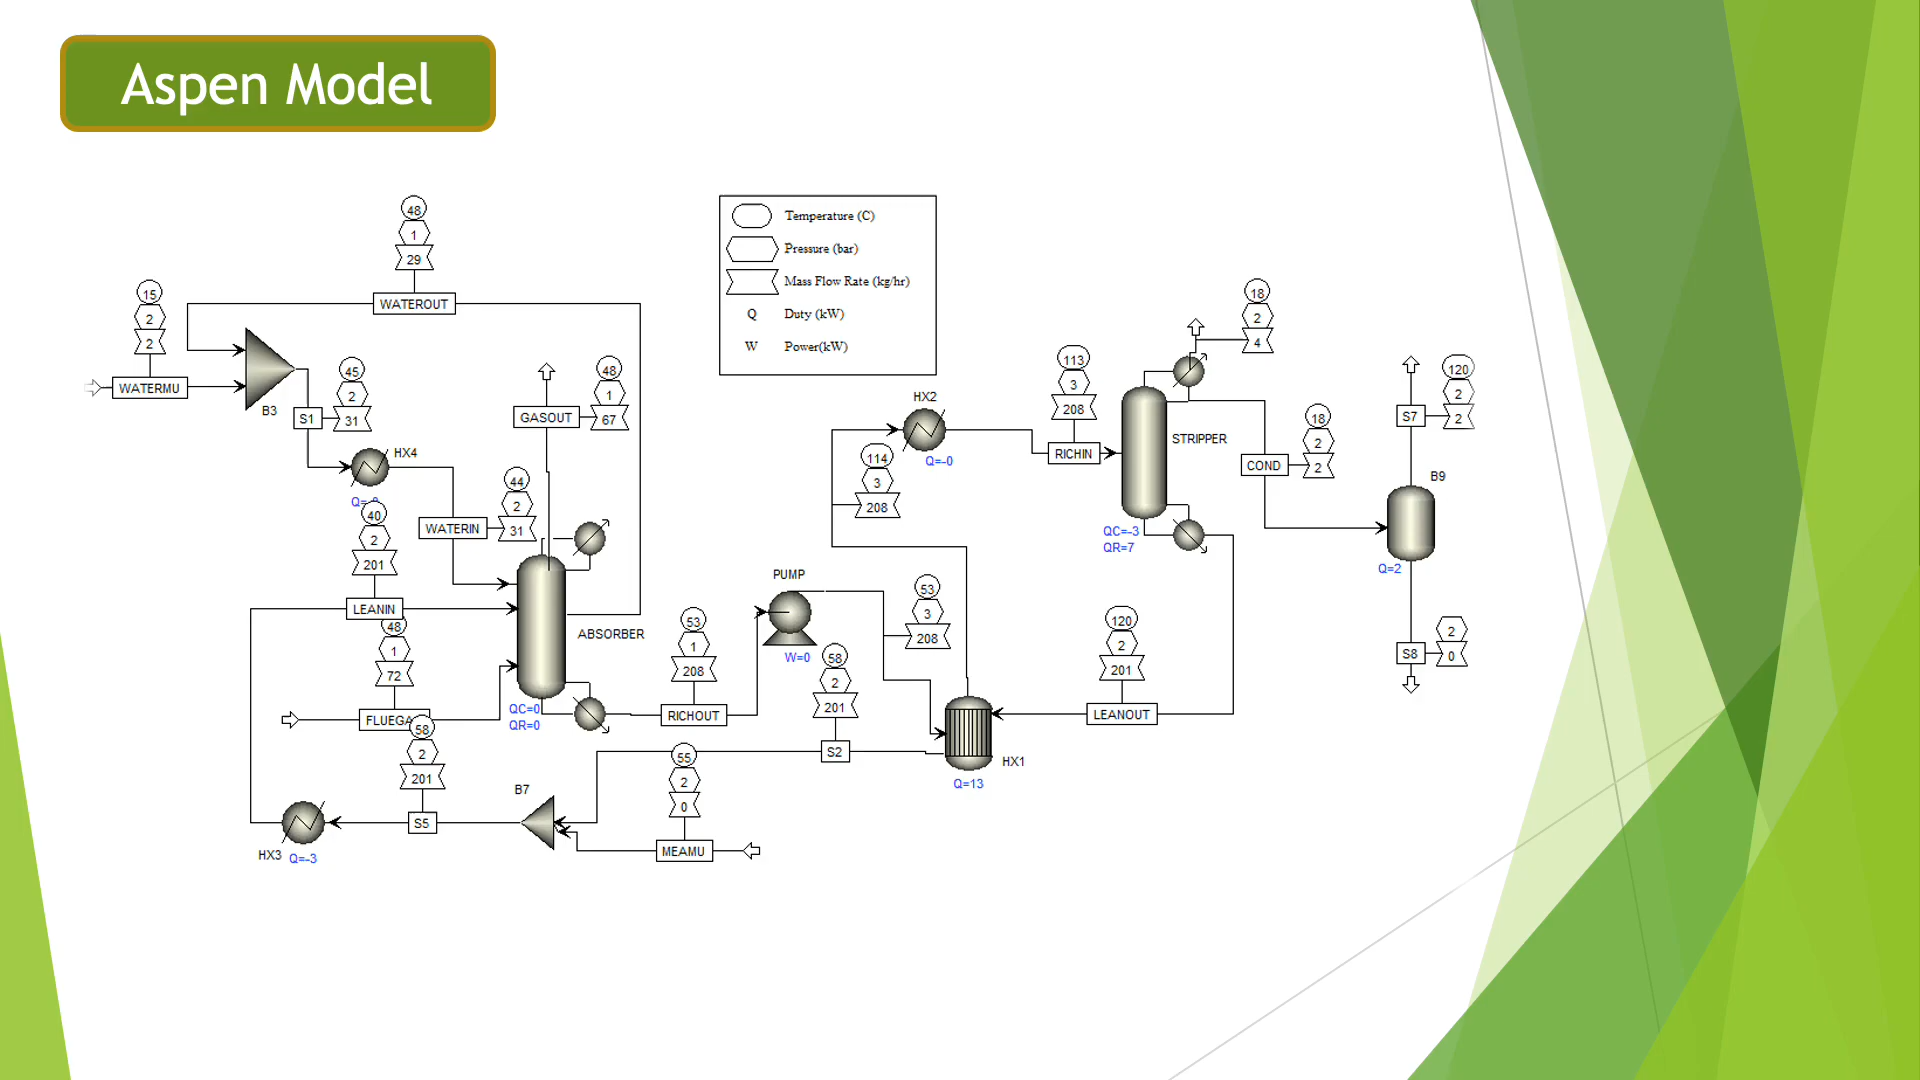 Aspen Model
48
1
29
WATEROUT
15
2
2
WATERMU
B3
45
2
31
S1
HX4
48
1
67
GASOUT
40
2
201
LEANIN
44
2
31
WATERIN
48
1
72
ABSORBER
QC=0
QR=0
58
2
201
S5
HX3
Q=-3
B7
55
2
0
MEAMU
53
1
208
RICHOUT
PUMP
W=0
58
2
201
S2
53
3
208
HX1
Q=13
Temperature (C)
Pressure (bar)
Mass Flow Rate (kg/hr)
Q Duty (kW)
W Power(kW)
HX2
Q=-0
114
3
208
113
3
208
RICHIN
STRIPPER
QC=-3
QR=7
18
2
4
18
2
2
COND
120
2
201
LEANOUT
120
2
2
S7
B9
Q=2
2
0
S8